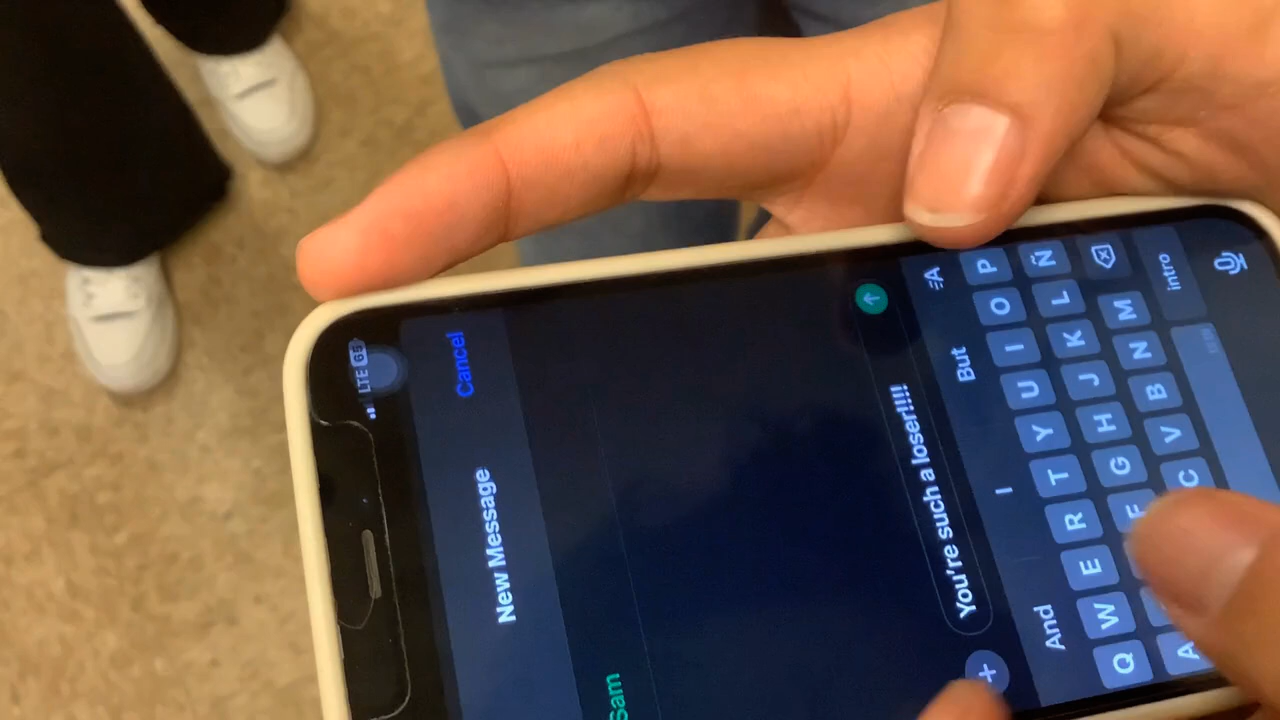 LTE 65
Cancel
New Message
Sam
You're such a loser!!!!
And I But
Q W E R T Y U I O P
A F G H J K L Ñ
C V B N M
intro